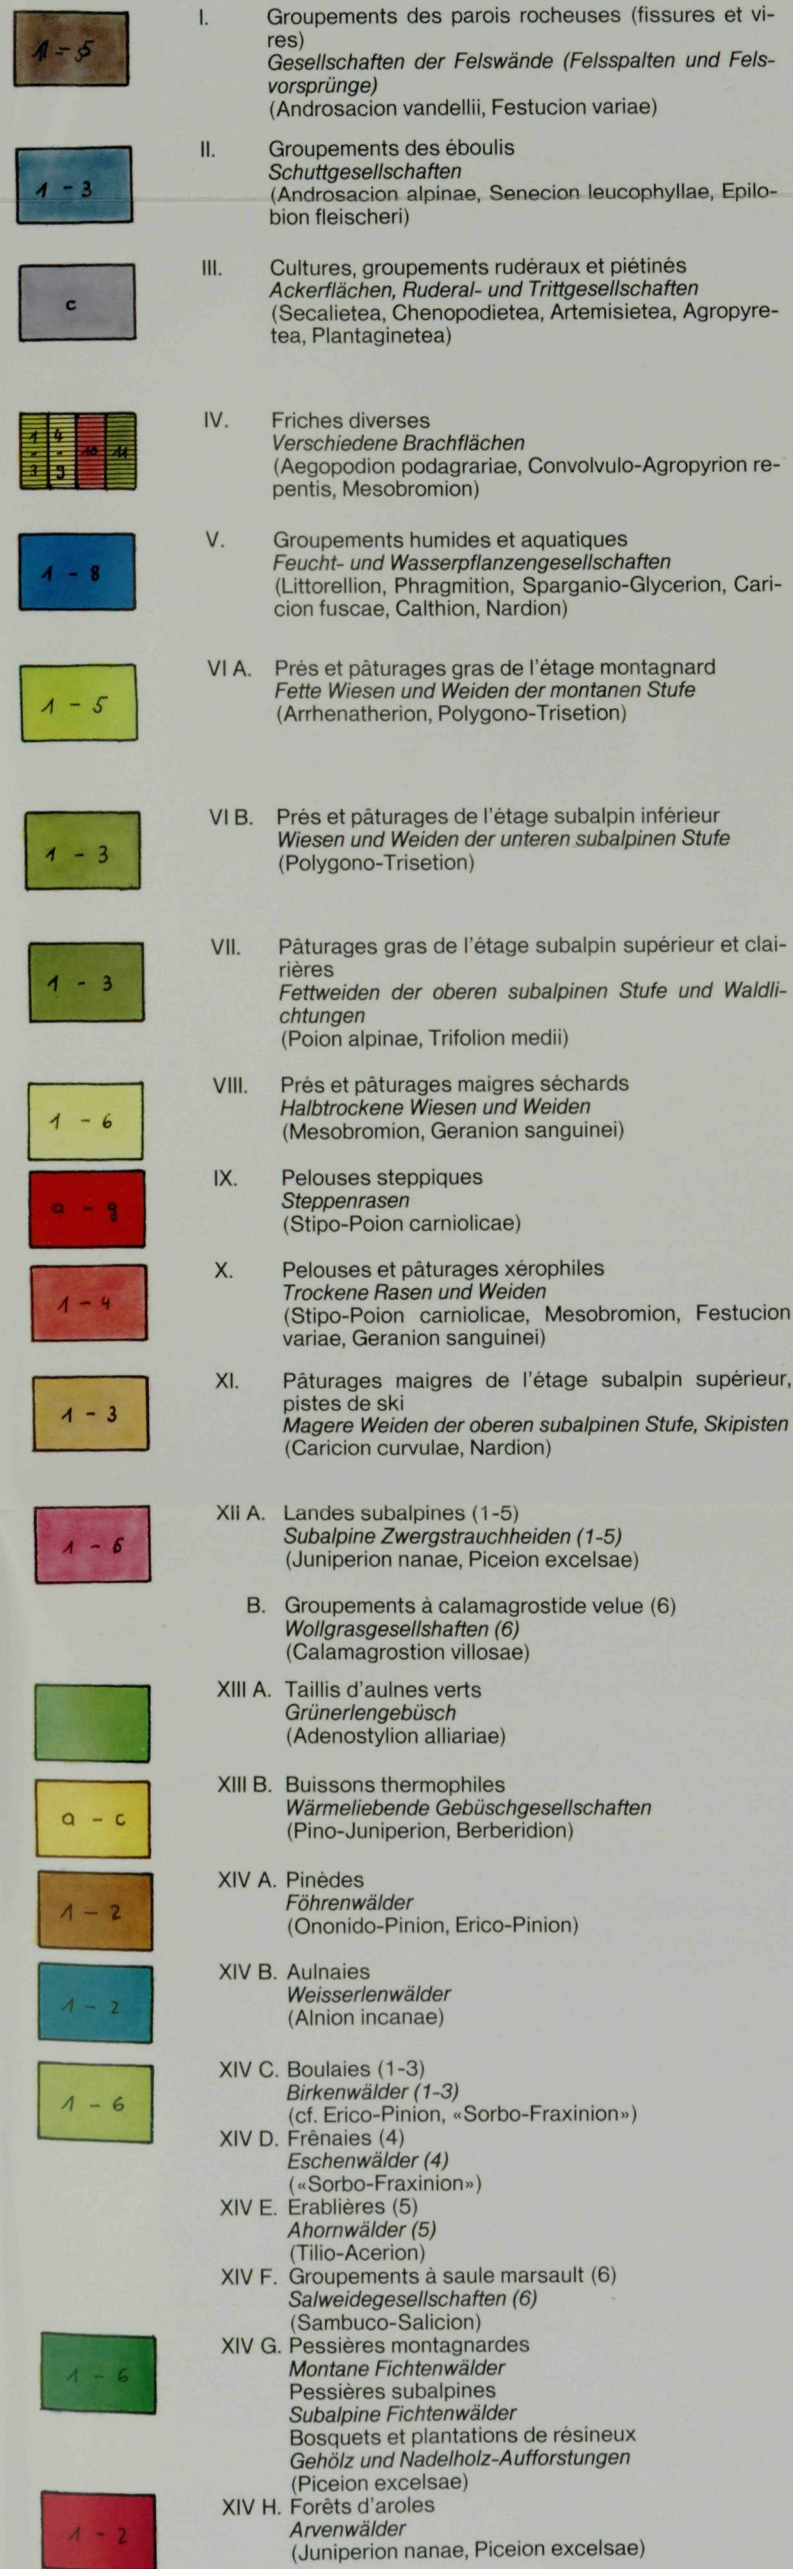 1-5
I. Groupements des parois rocheuses (fissures et vi-
res)
Gesellschaften der Felswände (Felsspalten und Fels-
vorsprünge)
(Androsacion vandellii, Festucion variae)
1 - 3
II. Groupements des éboulis
Schuttgesellschaften
(Androsacion alpinae, Senecion leucophyllae, Epilo-
bion fleischeri)
c
III. Cultures, groupements rudéraux et piétinés
Ackerflächen, Ruderal- und Trittgesellschaften
(Secalietea, Chenopodietea, Artemisietea, Agropyre-
tea, Plantaginetea)
1 - 3 4 - 9 10 11
IV. Friches diverses
Verschiedene Brachflächen
(Aegopodion podagrariae, Convolvulo-Agropyrion re-
pentis, Mesobromion)
1 - 8
V. Groupements humides et aquatiques
Feucht- und Wasserpflanzengesellschaften
(Littorellion, Phragmition, Sparganio-Glycerion, Cari-
cion fuscae, Calthion, Nardion)
1 - 5
VI A. Prés et pâturages gras de l'étage montagnard
Fette Wiesen und Weiden der montanen Stufe
(Arrhenatherion, Polygono-Trisetion)
1 - 3
VI B. Prés et pâturages de l'étage subalpin inférieur
Wiesen und Weiden der unteren subalpinen Stufe
(Polygono-Trisetion)
1 - 3
VII. Pâturages gras de l'étage subalpin supérieur et clai-
rières
Fettweiden der oberen subalpinen Stufe und Waldli-
chtungen
(Poion alpinae, Trifolion medii)
1 - 6
VIII. Prés et pâturages maigres séchards
Halbtrockene Wiesen und Weiden
(Mesobromion, Geranion sanguinei)
a - g
IX. Pelouses steppiques
Steppenrasen
(Stipo-Poion carniolicae)
1 - 4
X. Pelouses et pâturages xérophiles
Trockene Rasen und Weiden
(Stipo-Poion carniolicae, Mesobromion, Festucion
variae, Geranion sanguinei)
1 - 3
XI. Pâturages maigres de l'étage subalpin supérieur,
pistes de ski
Magere Weiden der oberen subalpinen Stufe, Skipisten
(Caricion curvulae, Nardion)
1 - 6
XII A. Landes subalpines (1-5)
Subalpine Zwergstrauchheiden (1-5)
(Juniperion nanae, Piceion excelsae)
B. Groupements à calamagrostide velue (6)
Wollgrasgesellshaften (6)
(Calamagrostion villosae)
XIII A. Taillis d'aulnes verts
Grünerlengebüsch
(Adenostylion alliariae)
a - c
XIII B. Buissons thermophiles
Wärmeliebende Gebüschgesellschaften
(Pino-Juniperion, Berberidion)
1 - 2
XIV A. Pinèdes
Föhrenwälder
(Ononido-Pinion, Erico-Pinion)
1 - 2
XIV B. Aulnaies
Weisserlenwälder
(Alnion incanae)
1 - 6
XIV C. Boulaies (1-3)
Birkenwälder (1-3)
(cf. Erico-Pinion, «Sorbo-Fraxinion»)
XIV D. Frênaies (4)
Eschenwälder (4)
(«Sorbo-Fraxinion»)
XIV E. Erablières (5)
Ahornwälder (5)
(Tilio-Acerion)
XIV F. Groupements à saule marsault (6)
Salweidegesellschaften (6)
(Sambuco-Salicion)
1 - 6
XIV G. Pessières montagnardes
Montane Fichtenwälder
Pessières subalpines
Subalpine Fichtenwälder
Bosquets et plantations de résineux
Gehölz und Nadelholz-Aufforstungen
(Piceion excelsae)
1 - 2
XIV H. Forêts d'aroles
Arvenwälder
(Juniperion nanae, Piceion excelsae)